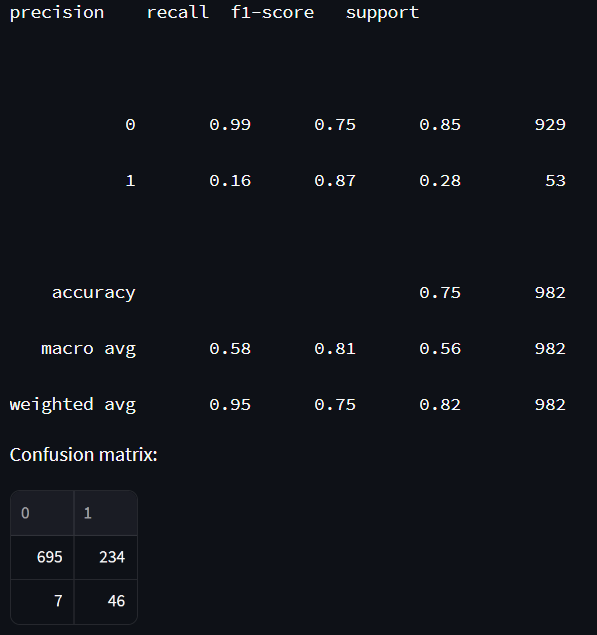 precision    recall  f1-score   support
0       0.99      0.75      0.85       929
1       0.16      0.87      0.28        53
accuracy                           0.75       982
macro avg       0.58      0.81      0.56       982
weighted avg       0.95      0.75      0.82       982
Confusion matrix:
0 1
695 234
7 46